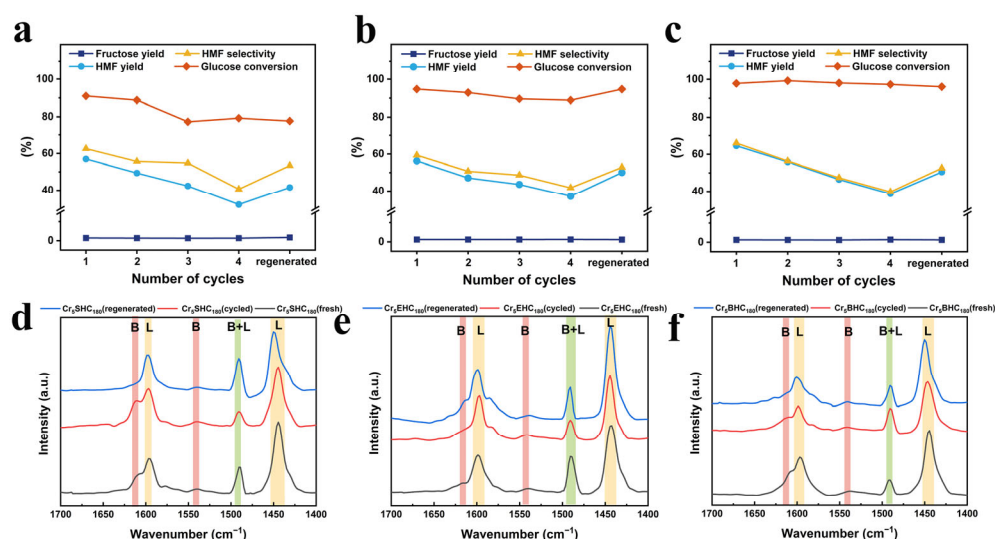 a
Fructose yield HMF selectivity
HMF yield Glucose conversion
100
80
60
40
0
(%)
1 2 3 4 regenerated
Number of cycles
b
Fructose yield HMF selectivity
HMF yield Glucose conversion
100
80
60
40
0
(%)
1 2 3 4 regenerated
Number of cycles
c
Fructose yield HMF selectivity
HMF yield Glucose conversion
100
80
60
40
0
(%)
1 2 3 4 regenerated
Number of cycles
d
Cr₅SHC₁₈₀(regenerated) Cr₅SHC₁₈₀(cycled) Cr₅SHC₁₈₀(fresh)
B L B B+L L
Intensity (a.u.)
1700 1650 1600 1550 1500 1450 1400
Wavenumber (cm⁻¹)
e
Cr₅EHC₁₈₀(regenerated) Cr₅EHC₁₈₀(cycled) Cr₅EHC₁₈₀(fresh)
B L B B+L L
Intensity (a.u.)
1700 1650 1600 1550 1500 1450 1400
Wavenumber (cm⁻¹)
f
Cr₅BHC₁₈₀(regenerated) Cr₅BHC₁₈₀(cycled) Cr₅BHC₁₈₀(fresh)
B L B B+L L
Intensity (a.u.)
1700 1650 1600 1550 1500 1450 1400
Wavenumber (cm⁻¹)